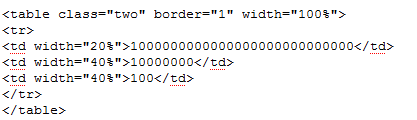 <table class="two" border="1" width="100%">
<tr>
<td width="20%">1000000000000000000000000000</td>
<td width="40%">10000000</td>
<td width="40%">100</td>
</tr>
</table>